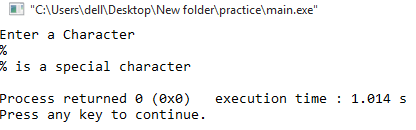 "C:\Users\dell\Desktop\New folder\practice\main.exe"
Enter a Character
%
% is a special character
Process returned 0 (0x0)   execution time : 1.014 s
Press any key to continue.